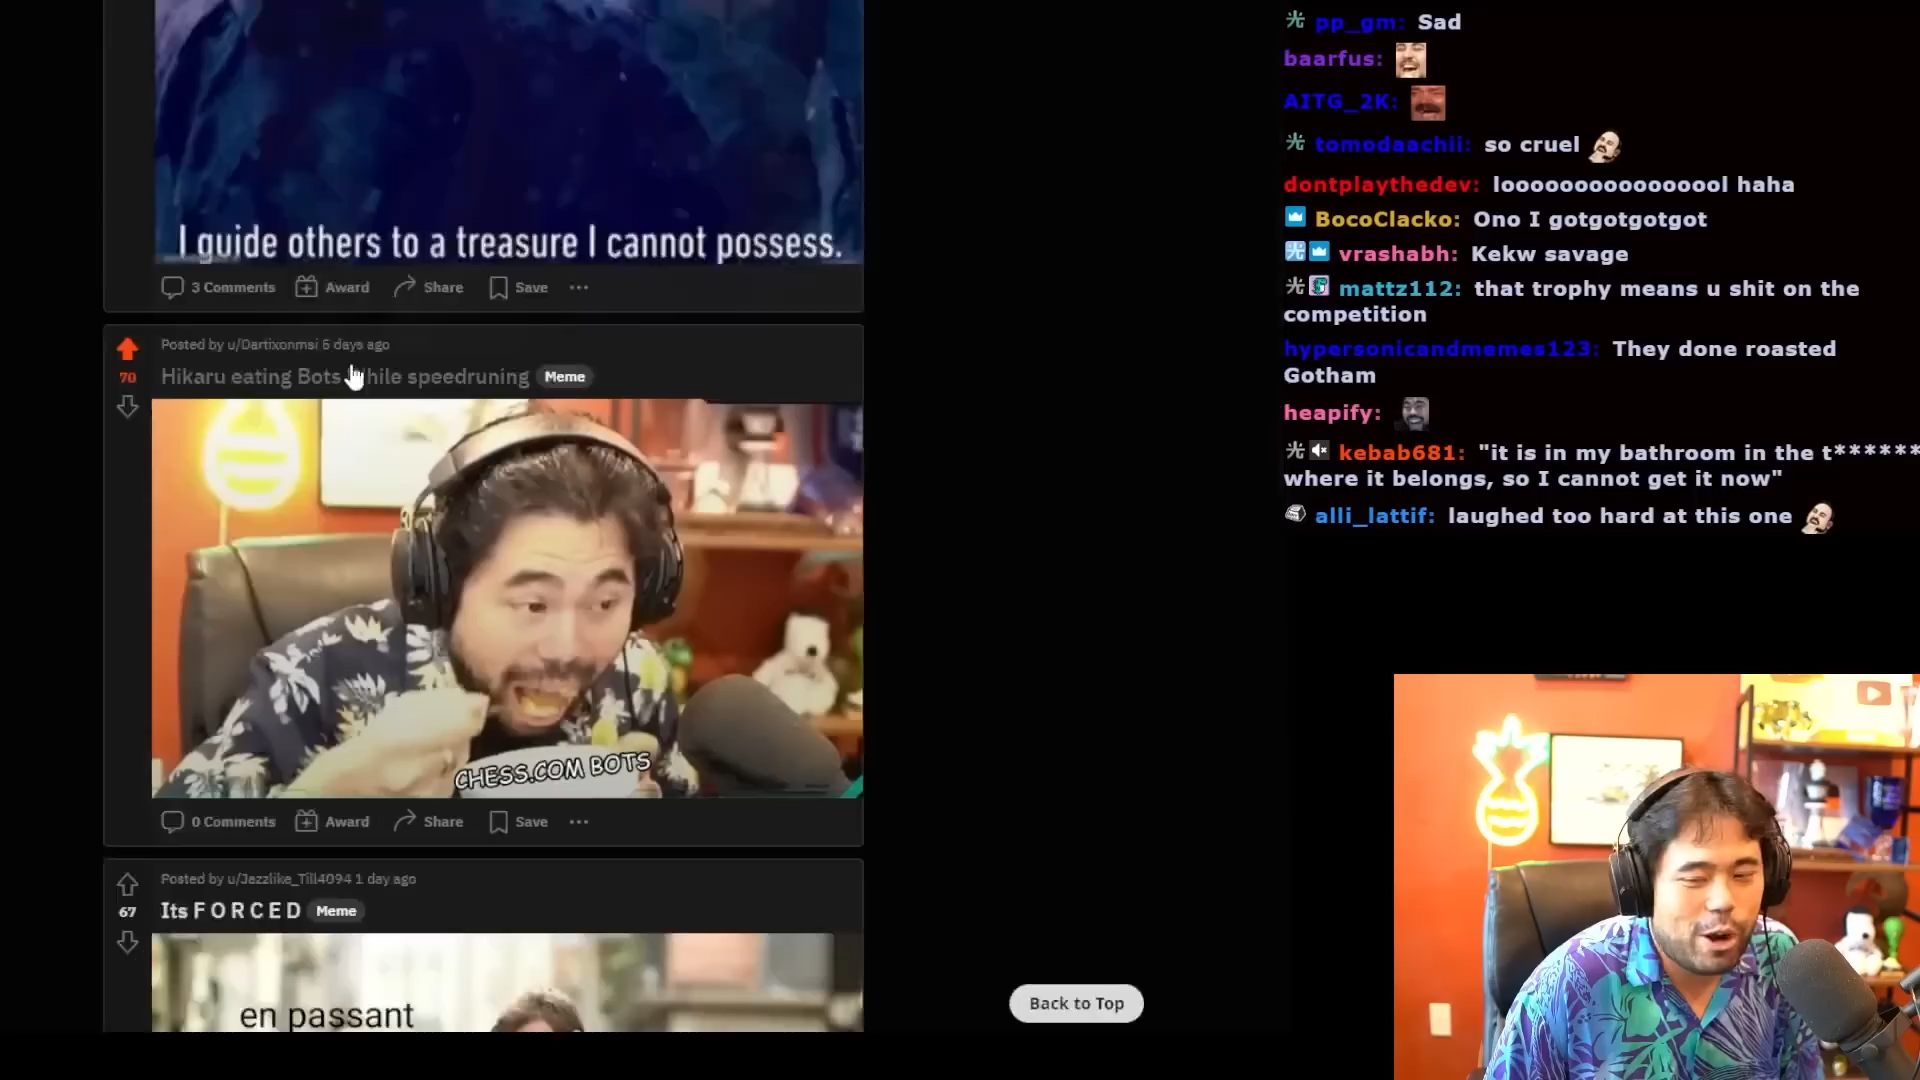 I guide others to a treasure I cannot possess.
3 Comments Award Share Save
Posted by u/Dartixonmsi 5 days ago
70
Hikaru eating Bots while speedruning Meme
CHESS.COM BOTS
0 Comments Award Share Save
Posted by u/Jazzlike_Till4094 1 day ago
67
Its F O R C E D Meme
en passant
Back to Top
pp_gm: Sad
baarfus:
AITG_2K:
tomodaachii: so cruel
dontplaythedev: looooooooooooooool haha
BocoClacko: Ono I gotgotgotgot
vrashabh: Kekw savage
mattz112: that trophy means u shit on the
competition
hypersonicandmemes123: They done roasted
Gotham
heapify:
kebab681: "it is in my bathroom in the t******
where it belongs, so I cannot get it now"
alli_lattif: laughed too hard at this one